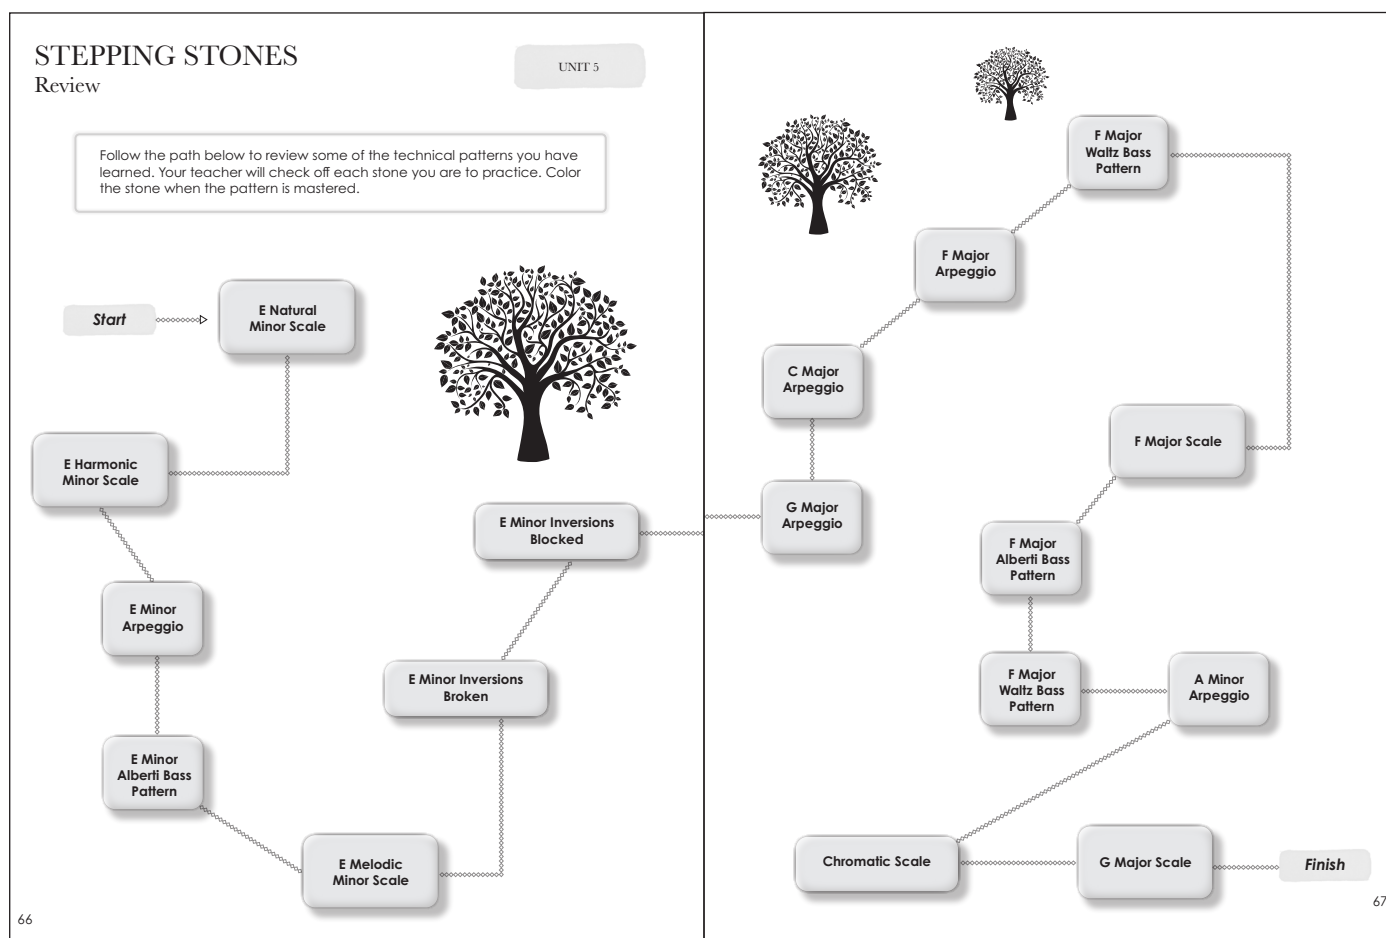 STEPPING STONES
Review
UNIT 5
Follow the path below to review some of the technical patterns you have
learned. Your teacher will check off each stone you are to practice. Color
the stone when the pattern is mastered.
Start
E Natural
Minor Scale
E Harmonic
Minor Scale
E Minor
Arpeggio
E Minor
Alberti Bass
Pattern
E Melodic
Minor Scale
E Minor Inversions
Broken
E Minor Inversions
Blocked
66
G Major
Arpeggio
C Major
Arpeggio
F Major
Arpeggio
F Major
Waltz Bass
Pattern
F Major Scale
F Major
Alberti Bass
Pattern
F Major
Waltz Bass
Pattern
A Minor
Arpeggio
Chromatic Scale
G Major Scale
Finish
67